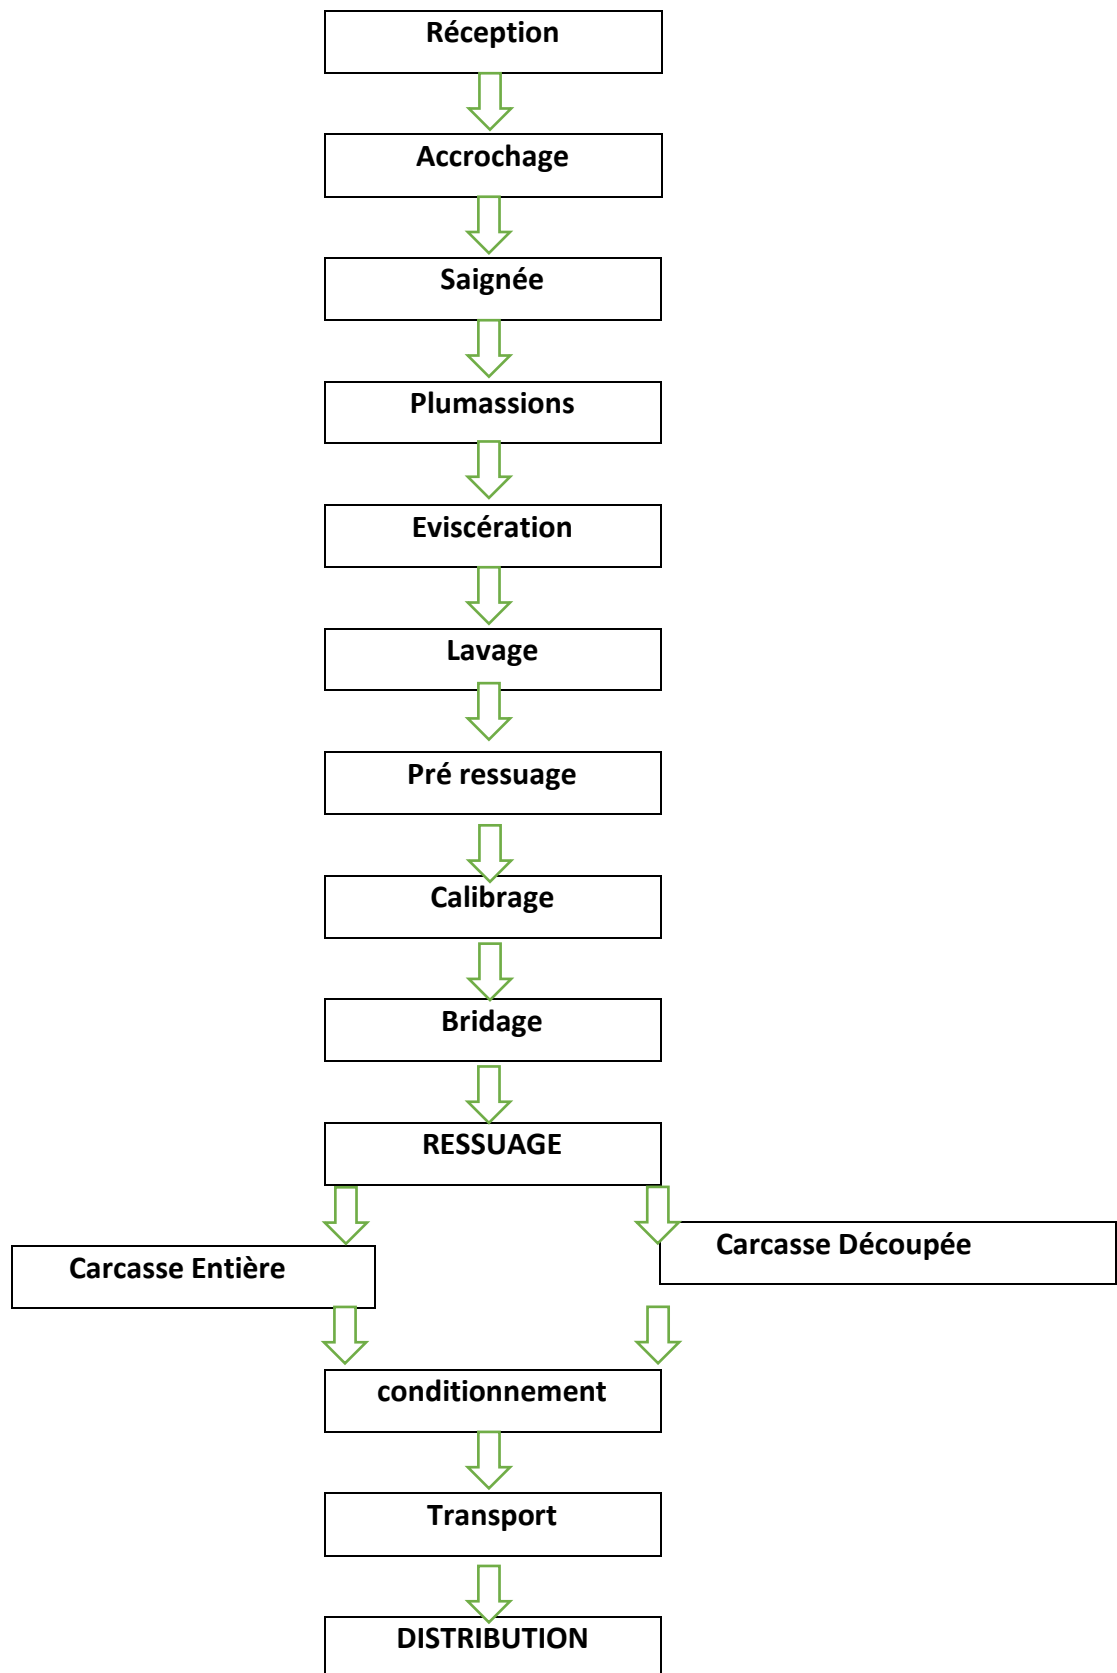 Réception
Accrochage
Saignée
Plumassions
Eviscération
Lavage
Pré ressuage
Calibrage
Bridage
RESSUAGE
Carcasse Entière
Carcasse Découpée
conditionnement
Transport
DISTRIBUTION